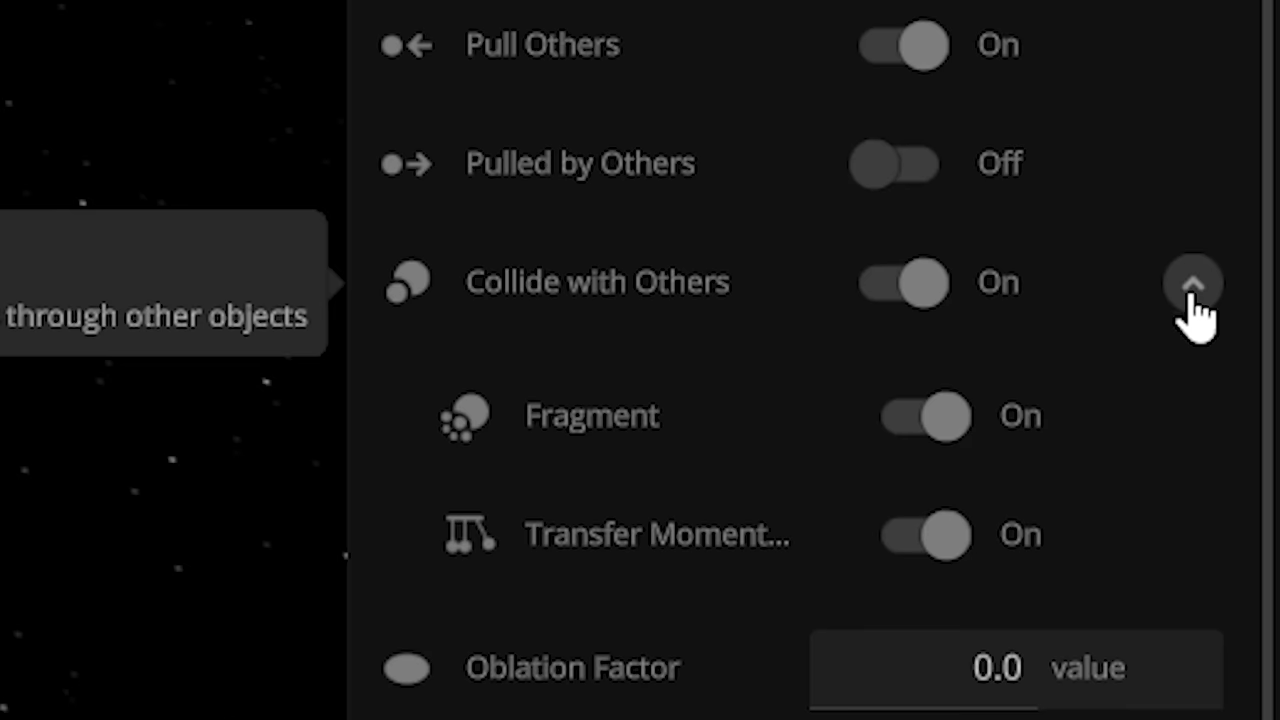 Pull Others On
Pulled by Others Off
Collide with Others On
through other objects
Fragment On
Transfer Moment... On
Oblation Factor 0.0 value